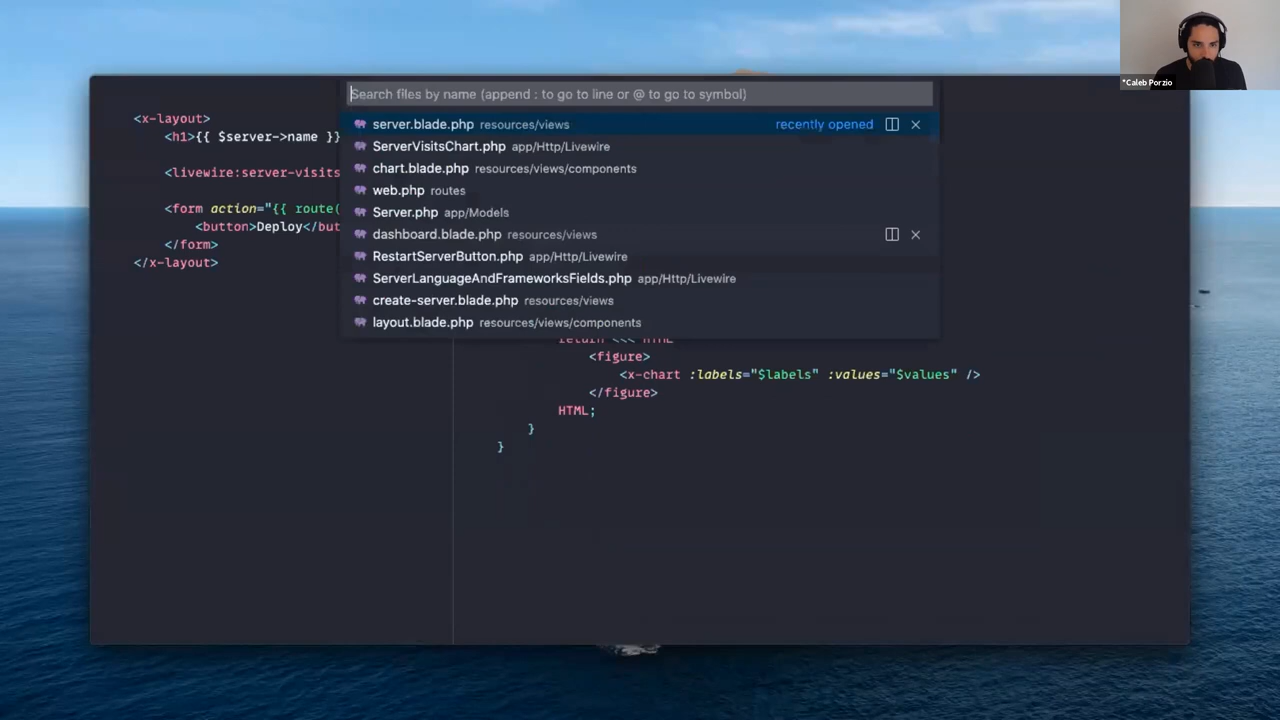 *Caleb Porzio
Search files by name (append : to go to line or @ to go to symbol)
server.blade.php resources/views recently opened
ServerVisitsChart.php app/Http/Livewire
chart.blade.php resources/views/components
web.php routes
Server.php app/Models
dashboard.blade.php resources/views
RestartServerButton.php app/Http/Livewire
ServerLanguageAndFrameworksFields.php app/Http/Livewire
create-server.blade.php resources/views
layout.blade.php resources/views/components
<x-layout>
<h1>{{ $server->name }}
<livewire:server-visits
<form action="{{ route(
<button>Deploy</but
</form>
</x-layout>
return <<< HTML
<figure>
<x-chart :labels="$labels" :values="$values" />
</figure>
HTML;
}
}